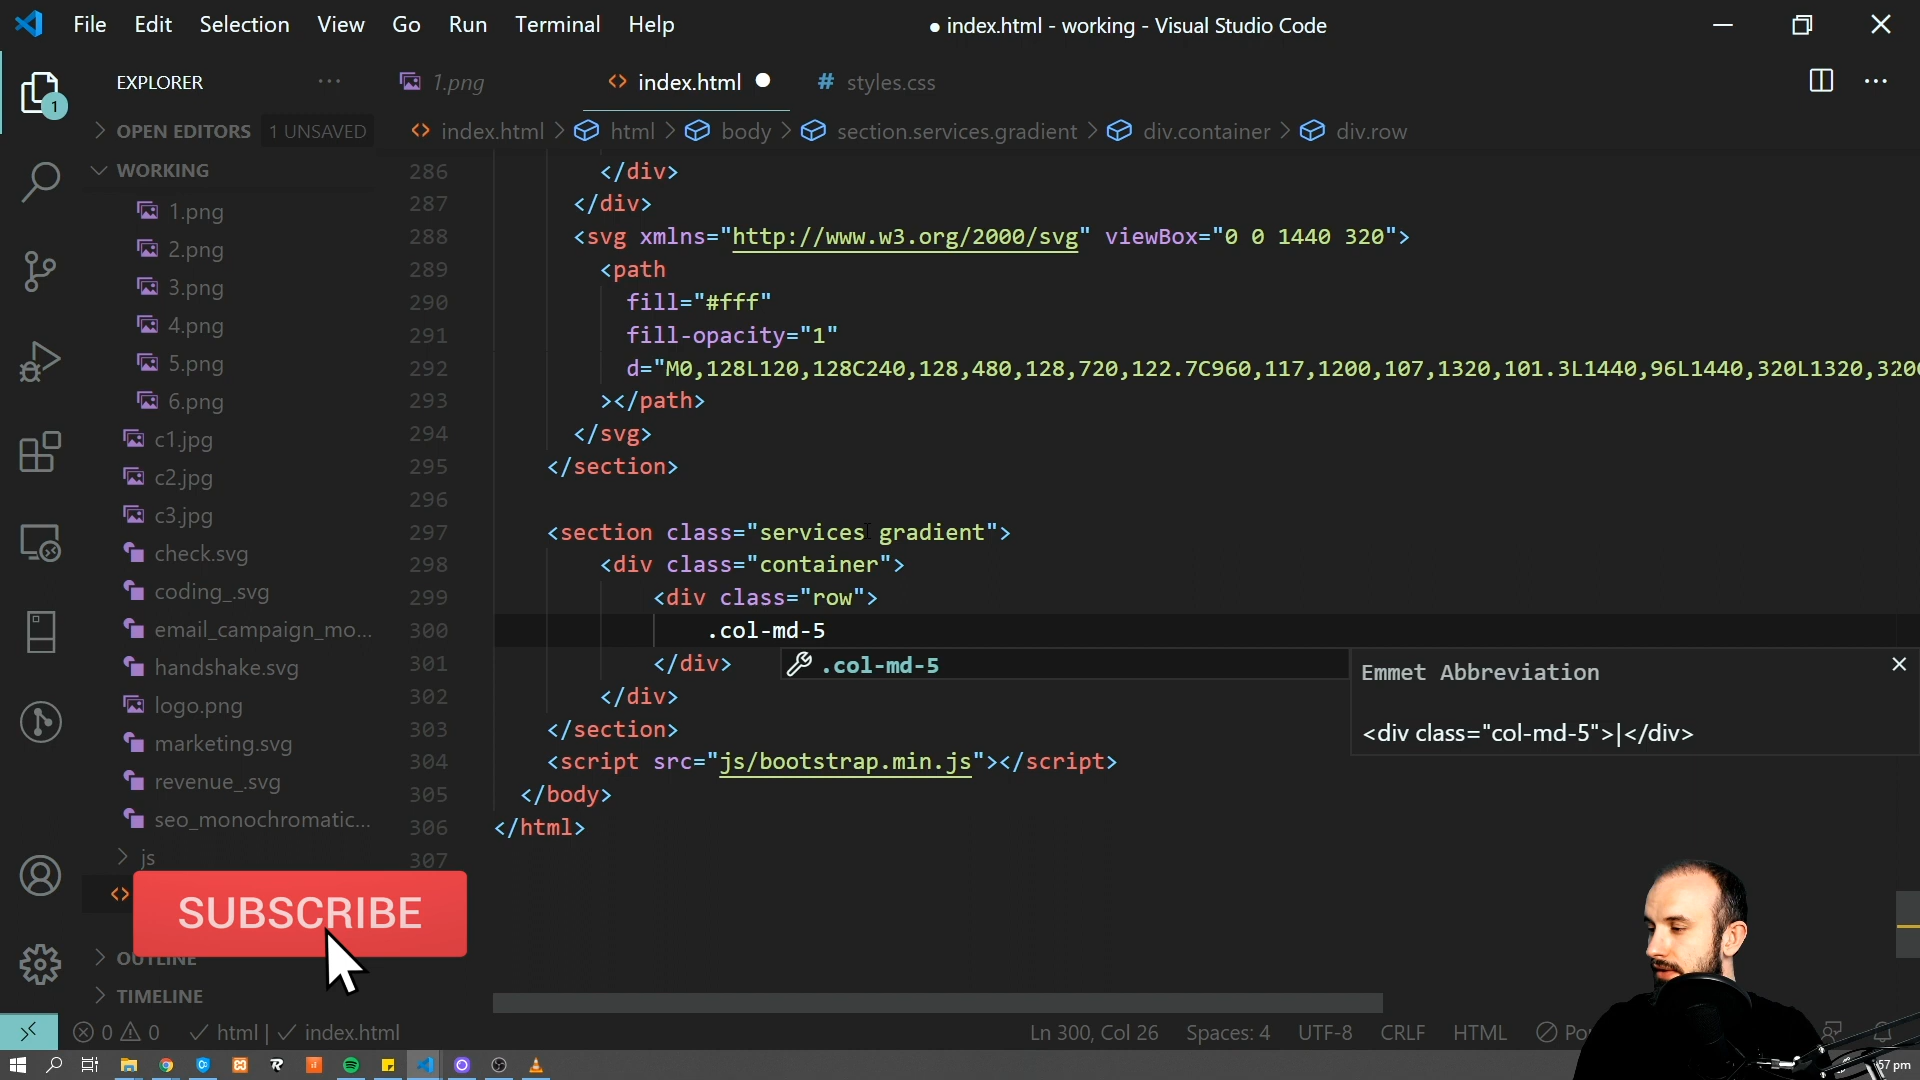 File Edit Selection View Go Run Terminal Help
● index.html - working - Visual Studio Code
EXPLORER
1.png
index.html
# styles.css
OPEN EDITORS 1 UNSAVED
index.html > html > body > section.services.gradient > div.container > div.row
WORKING
1
1.png
2.png
3.png
4.png
5.png
6.png
c1.jpg
c2.jpg
c3.jpg
check.svg
coding_.svg
email_campaign_mo...
handshake.svg
logo.png
marketing.svg
revenue_.svg
seo_monochromatic...
js
SUBSCRIBE
OUTLINE
TIMELINE
286 </div>
287 </div>
288 <svg xmlns="http://www.w3.org/2000/svg" viewBox="0 0 1440 320">
289 <path
290 fill="#fff"
291 fill-opacity="1"
292 d="M0,128L120,128C240,128,480,128,720,122.7C960,117,1200,107,1320,101.3L1440,96L1440,320L1320,320
293 ></path>
294 </svg>
295 </section>
296
297 <section class="services gradient">
298 <div class="container">
299 <div class="row">
300 .col-md-5
301 </div>
.col-md-5
Emmet Abbreviation
<div class="col-md-5">|</div>
302 </div>
303 </section>
304 <script src="js/bootstrap.min.js"></script>
305 </body>
306 </html>
307
0 0 html | index.html
Ln 300, Col 26 Spaces: 4 UTF-8 CRLF HTML
57 pm